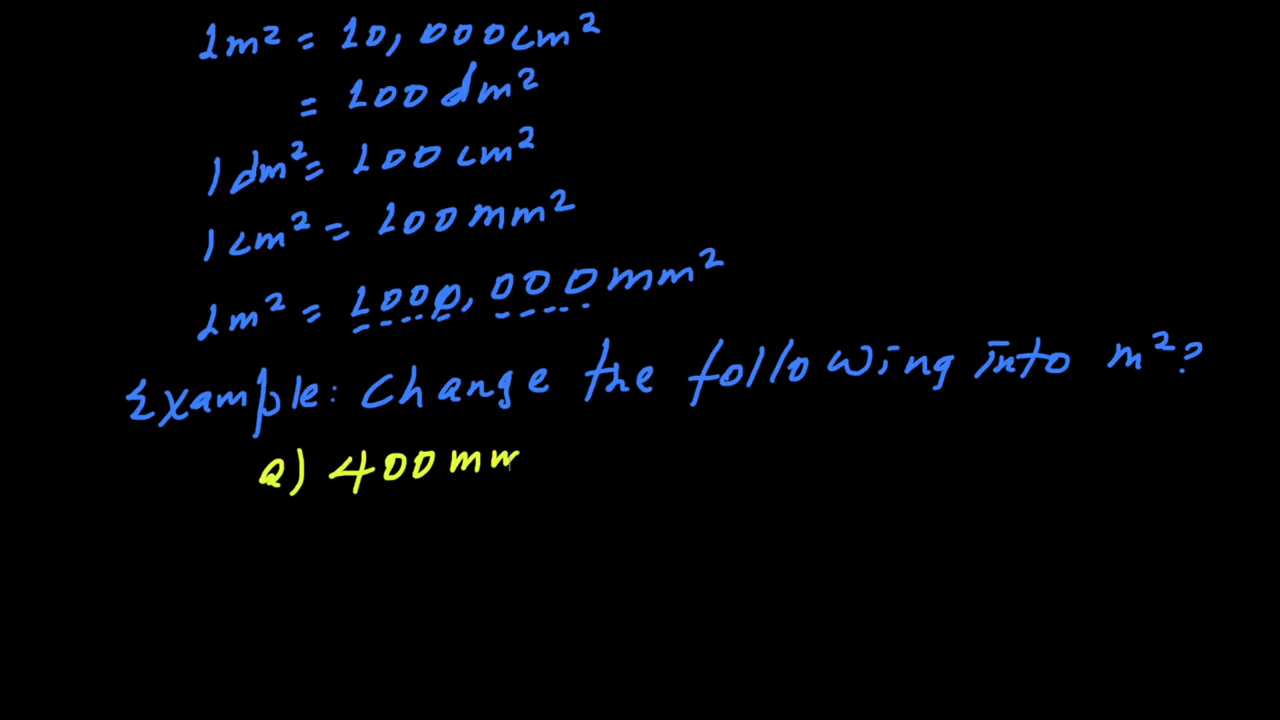 1m² = 10,000cm²
= 100dm²
1dm² = 100cm²
1cm² = 100mm²
1m² = 1000,000mm²
Example: Change the following into m²?
a) 400mm